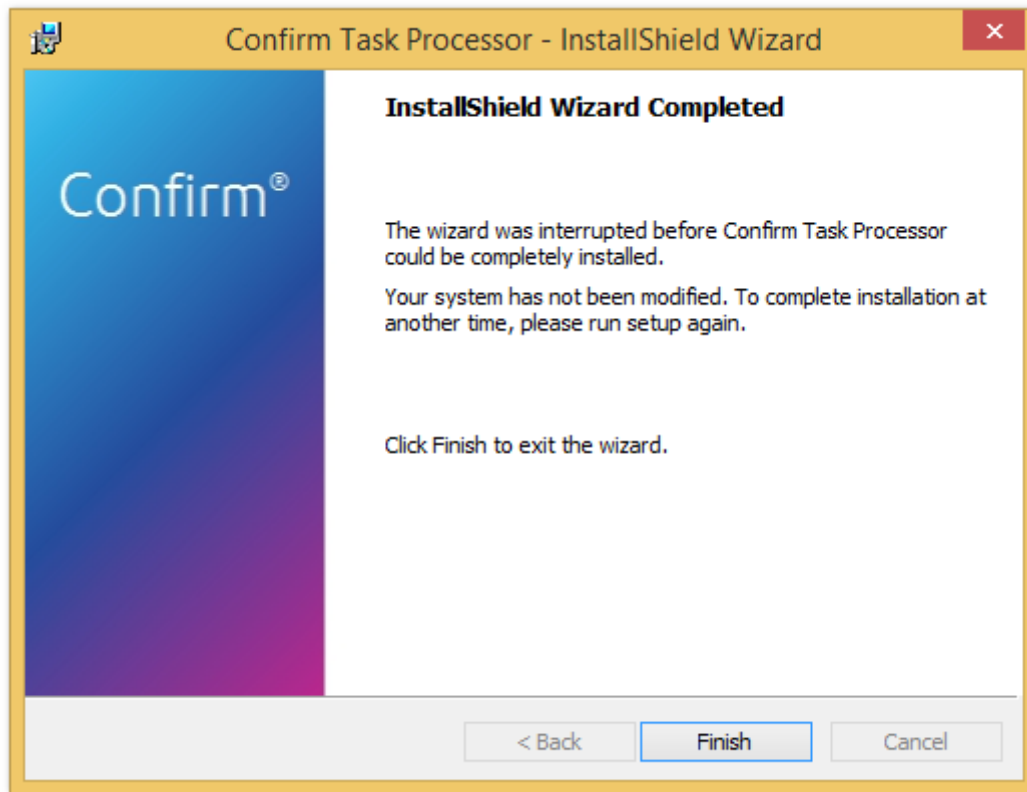 Confirm Task Processor - InstallShield Wizard
InstallShield Wizard Completed
Confirm®
The wizard was interrupted before Confirm Task Processor
could be completely installed.
Your system has not been modified. To complete installation at
another time, please run setup again.
Click Finish to exit the wizard.
< Back
Finish
Cancel